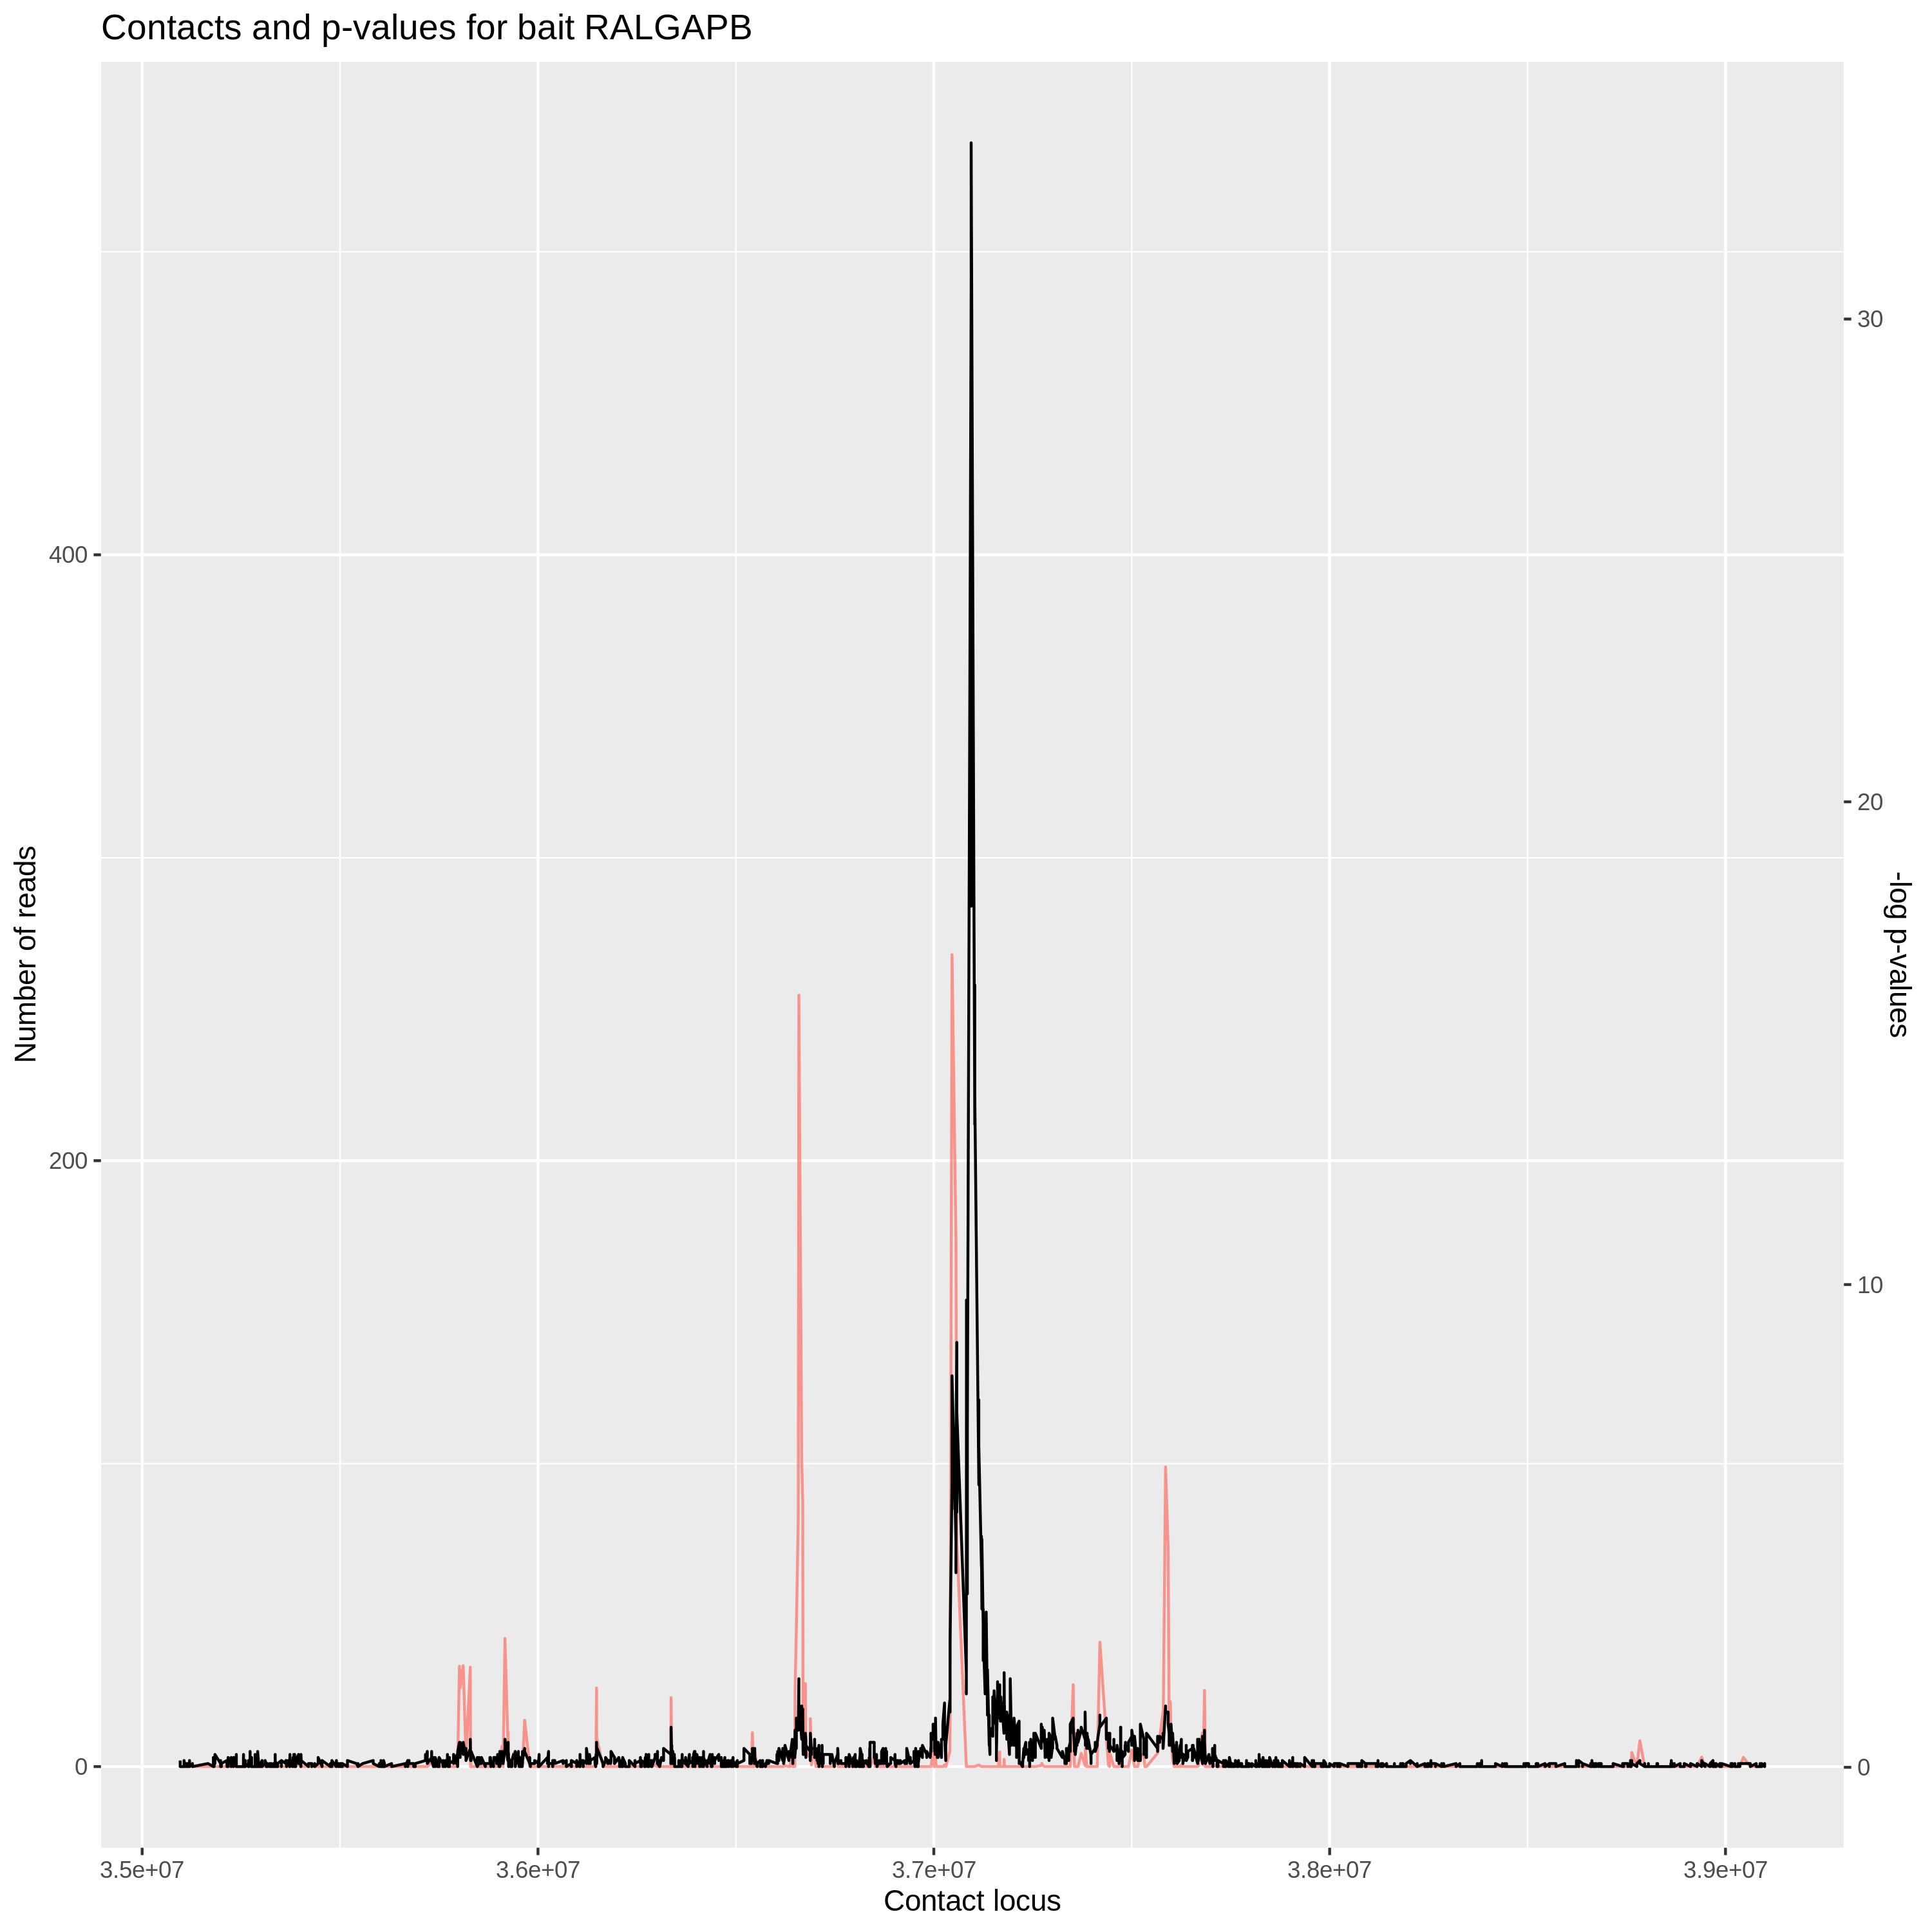 Contacts and p-values for bait RALGAPB
Number of reads
400
200
0
30
20
10
0
-log p-values
3.5e+07
3.6e+07
3.7e+07
3.8e+07
3.9e+07
Contact locus